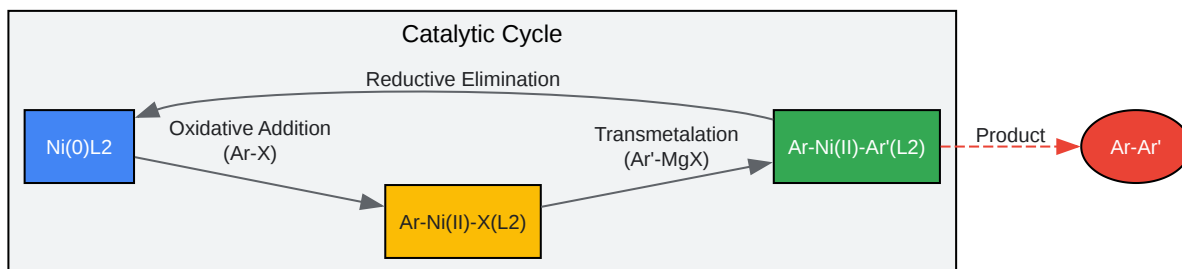 Catalytic Cycle
Reductive Elimination
Ni(0)L2
Oxidative Addition
(Ar-X)
Transmetalation
(Ar'-MgX)
Ar-Ni(II)-Ar'(L2)
Product
Ar-Ar'
Ar-Ni(II)-X(L2)